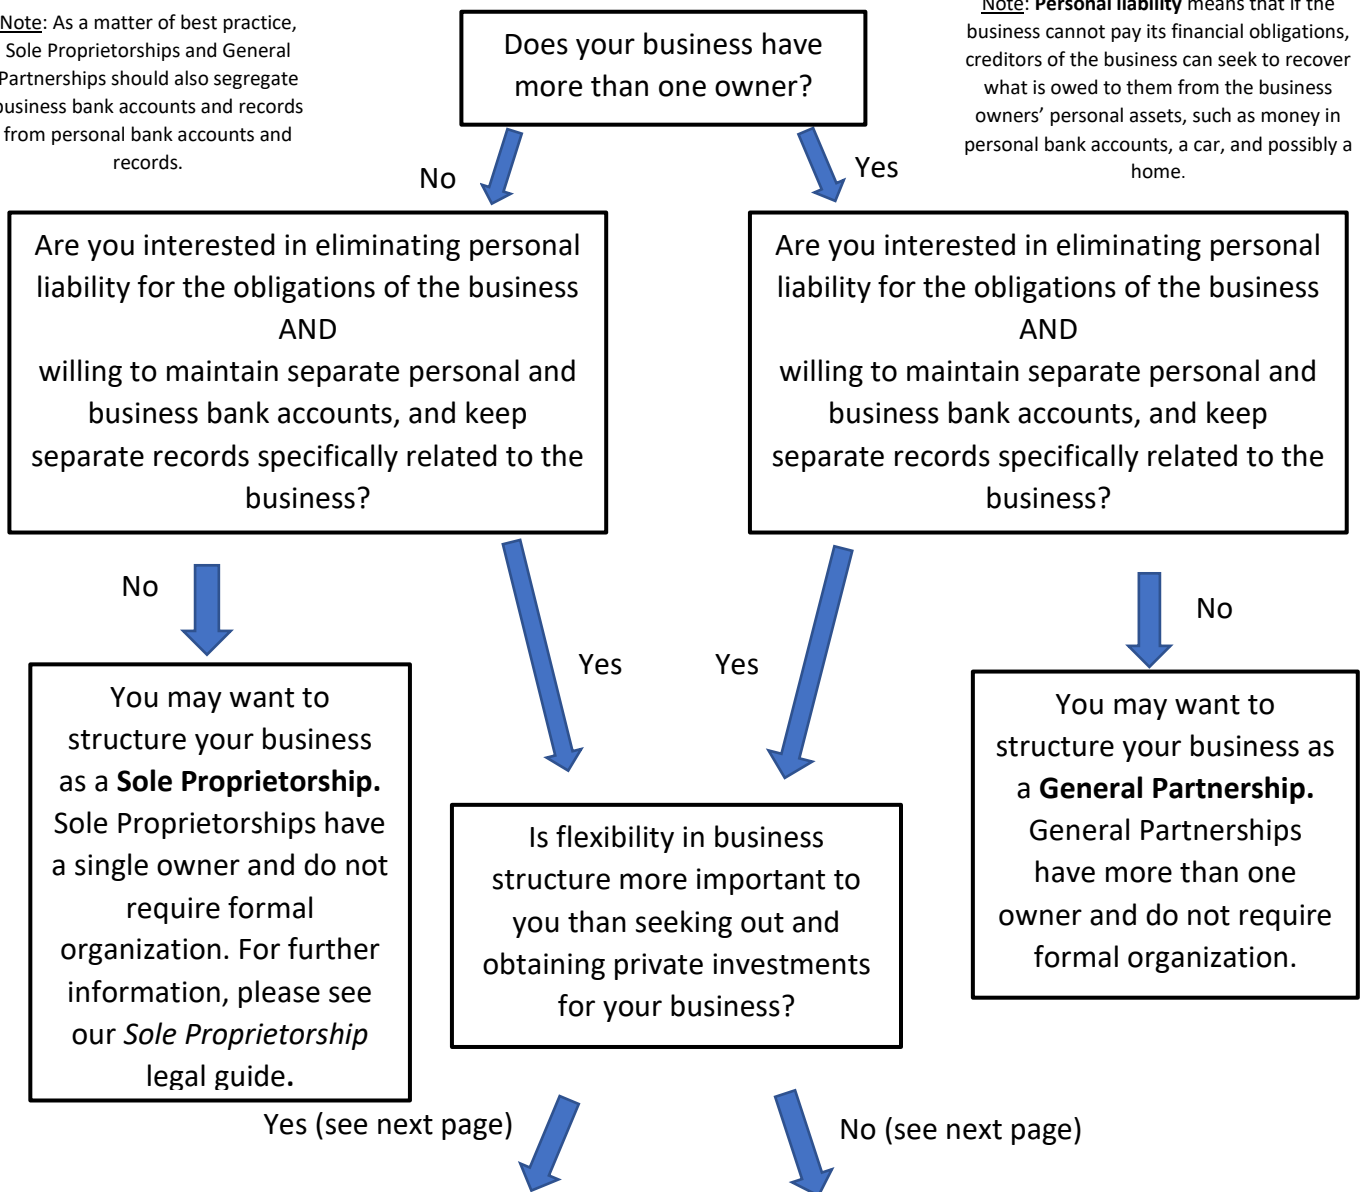 Note: As a matter of best practice,
Sole Proprietorships and General
Partnerships should also segregate
business bank accounts and records
from personal bank accounts and
records.
Does your business have
more than one owner?
Note: Personal liability means that if the
business cannot pay its financial obligations,
creditors of the business can seek to recover
what is owed to them from the business
owners’ personal assets, such as money in
personal bank accounts, a car, and possibly a
home.
No
Yes
Are you interested in eliminating personal
liability for the obligations of the business
AND
willing to maintain separate personal and
business bank accounts, and keep
separate records specifically related to the
business?
Are you interested in eliminating personal
liability for the obligations of the business
AND
willing to maintain separate personal and
business bank accounts, and keep
separate records specifically related to the
business?
No
Yes
Yes
No
You may want to
structure your business
as a Sole Proprietorship.
Sole Proprietorships have
a single owner and do not
require formal
organization. For further
information, please see
our Sole Proprietorship
legal guide.
Is flexibility in business
structure more important to
you than seeking out and
obtaining private investments
for your business?
You may want to
structure your business as
a General Partnership.
General Partnerships
have more than one
owner and do not require
formal organization.
Yes (see next page)
No (see next page)